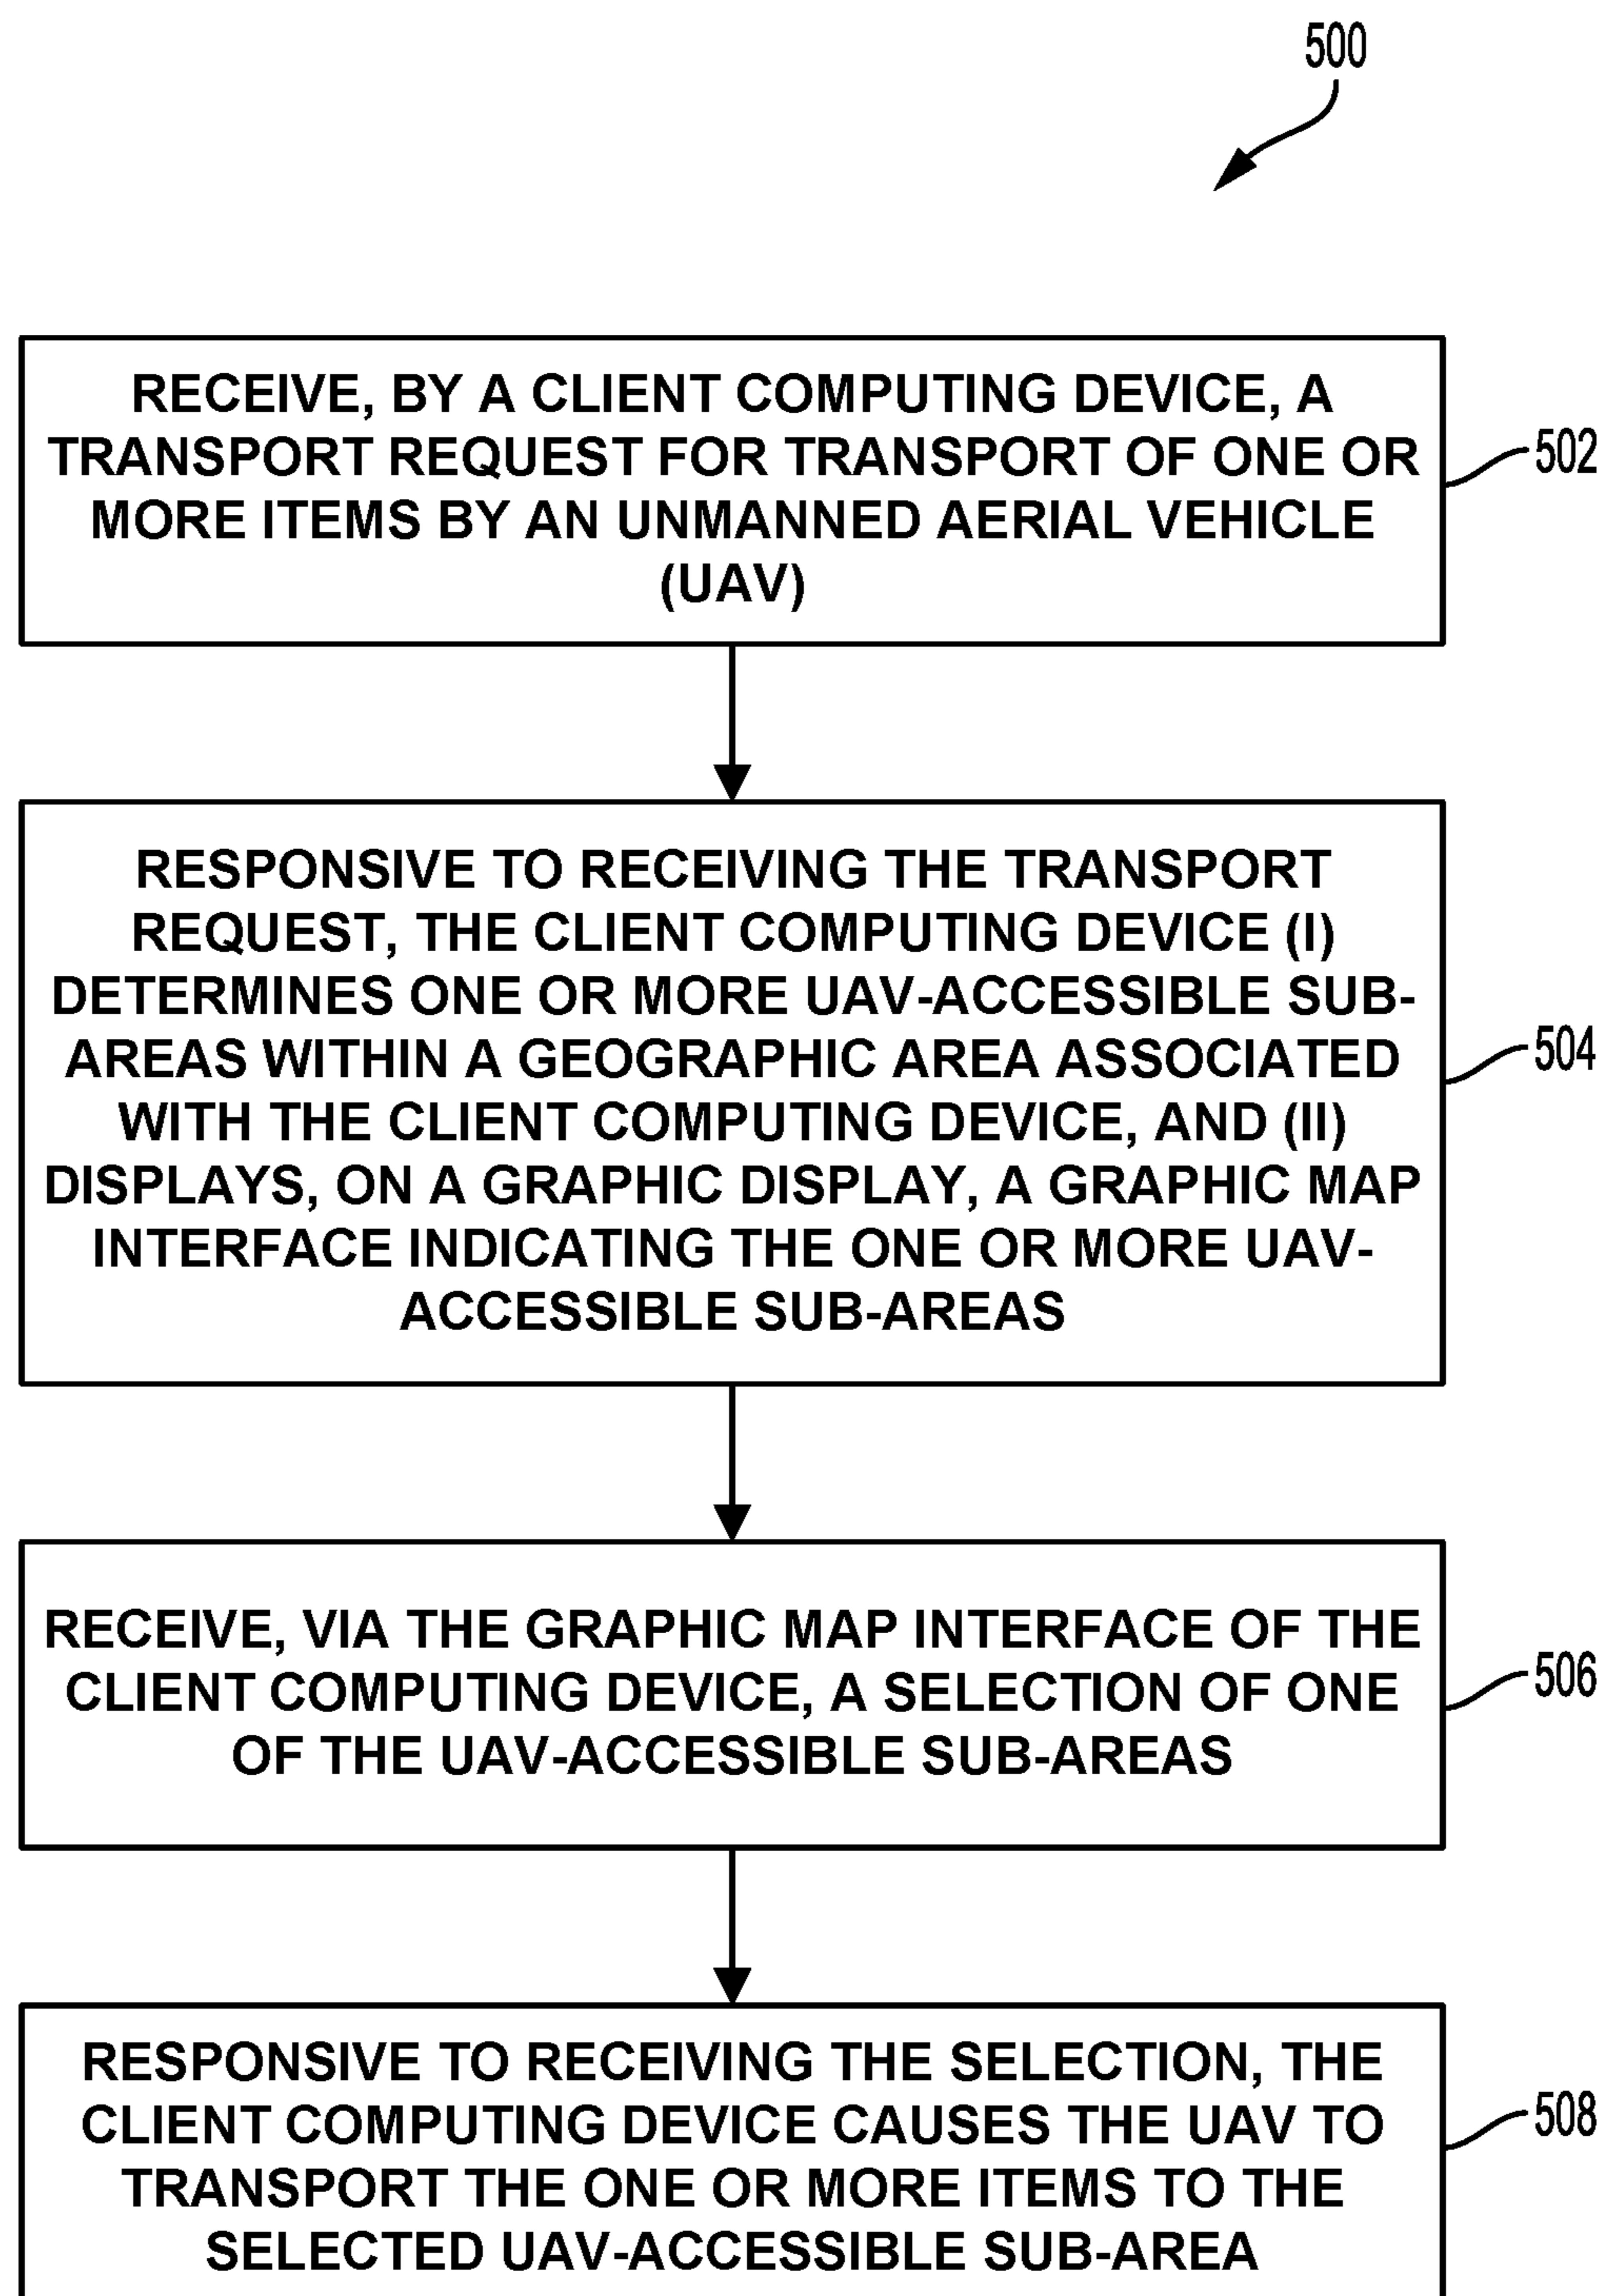 500
RECEIVE, BY A CLIENT COMPUTING DEVICE, A
TRANSPORT REQUEST FOR TRANSPORT OF ONE OR
MORE ITEMS BY AN UNMANNED AERIAL VEHICLE
(UAV)
502
RESPONSIVE TO RECEIVING THE TRANSPORT
REQUEST, THE CLIENT COMPUTING DEVICE (I)
DETERMINES ONE OR MORE UAV-ACCESSIBLE SUB-
AREAS WITHIN A GEOGRAPHIC AREA ASSOCIATED
WITH THE CLIENT COMPUTING DEVICE, AND (II)
DISPLAYS, ON A GRAPHIC DISPLAY, A GRAPHIC MAP
INTERFACE INDICATING THE ONE OR MORE UAV-
ACCESSIBLE SUB-AREAS
504
RECEIVE, VIA THE GRAPHIC MAP INTERFACE OF THE
CLIENT COMPUTING DEVICE, A SELECTION OF ONE
OF THE UAV-ACCESSIBLE SUB-AREAS
506
RESPONSIVE TO RECEIVING THE SELECTION, THE
CLIENT COMPUTING DEVICE CAUSES THE UAV TO
TRANSPORT THE ONE OR MORE ITEMS TO THE
SELECTED UAV-ACCESSIBLE SUB-AREA
508